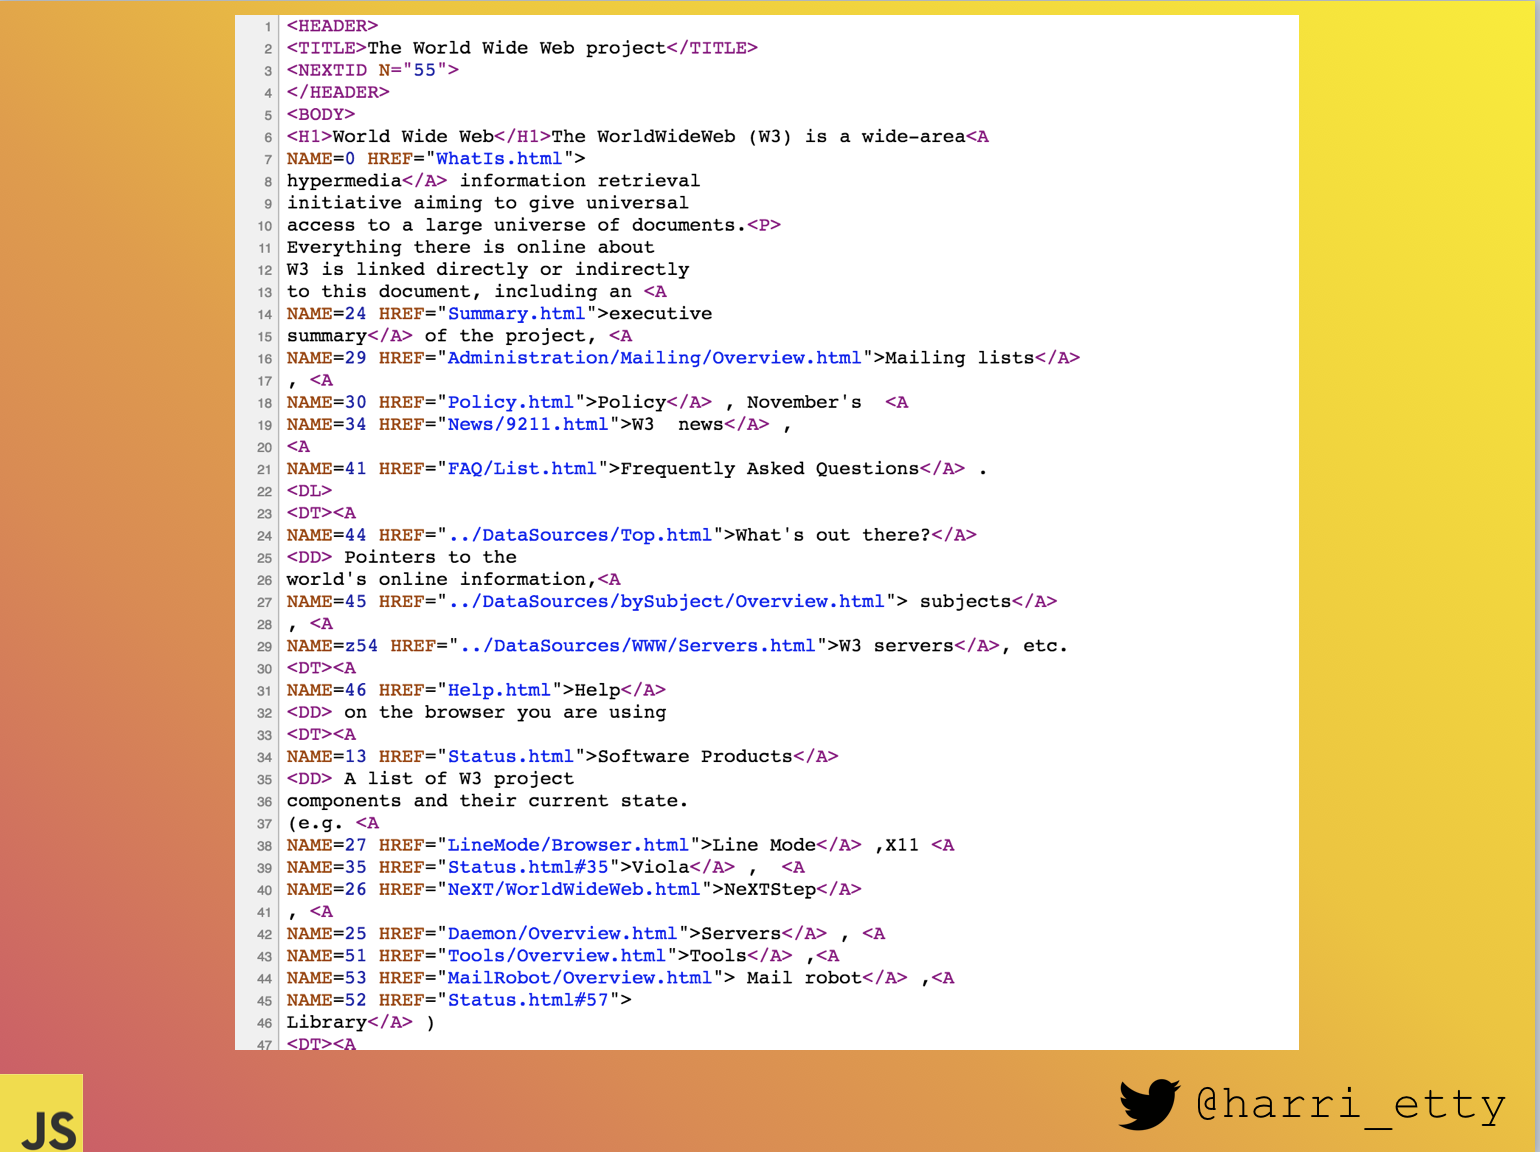 1 <HEADER>
2 <TITLE>The World Wide Web project</TITLE>
3 <NEXTID N="55">
4 </HEADER>
5 <BODY>
6 <H1>World Wide Web</H1>The WorldWideWeb (W3) is a wide-area<A
7 NAME=0 HREF="WhatIs.html">
8 hypermedia</A> information retrieval
9 initiative aiming to give universal
10 access to a large universe of documents.<P>
11 Everything there is online about
12 W3 is linked directly or indirectly
13 to this document, including an <A
14 NAME=24 HREF="Summary.html">executive
15 summary</A> of the project, <A
16 NAME=29 HREF="Administration/Mailing/Overview.html">Mailing lists</A>
17 , <A
18 NAME=30 HREF="Policy.html">Policy</A> , November's  <A
19 NAME=34 HREF="News/9211.html">W3  news</A> ,
20 <A
21 NAME=41 HREF="FAQ/List.html">Frequently Asked Questions</A> .
22 <DL>
23 <DT><A
24 NAME=44 HREF="../DataSources/Top.html">What's out there?</A>
25 <DD> Pointers to the
26 world's online information,<A
27 NAME=45 HREF="../DataSources/bySubject/Overview.html"> subjects</A>
28 , <A
29 NAME=z54 HREF="../DataSources/WWW/Servers.html">W3 servers</A>, etc.
30 <DT><A
31 NAME=46 HREF="Help.html">Help</A>
32 <DD> on the browser you are using
33 <DT><A
34 NAME=13 HREF="Status.html">Software Products</A>
35 <DD> A list of W3 project
36 components and their current state.
37 (e.g. <A
38 NAME=27 HREF="LineMode/Browser.html">Line Mode</A> ,X11 <A
39 NAME=35 HREF="Status.html#35">Viola</A> ,  <A
40 NAME=26 HREF="NeXT/WorldWideWeb.html">NeXTStep</A>
41 , <A
42 NAME=25 HREF="Daemon/Overview.html">Servers</A> , <A
43 NAME=51 HREF="Tools/Overview.html">Tools</A> ,<A
44 NAME=53 HREF="MailRobot/Overview.html"> Mail robot</A> ,<A
45 NAME=52 HREF="Status.html#57">
46 Library</A> )
47 <DT><A
JS
@harri_etty